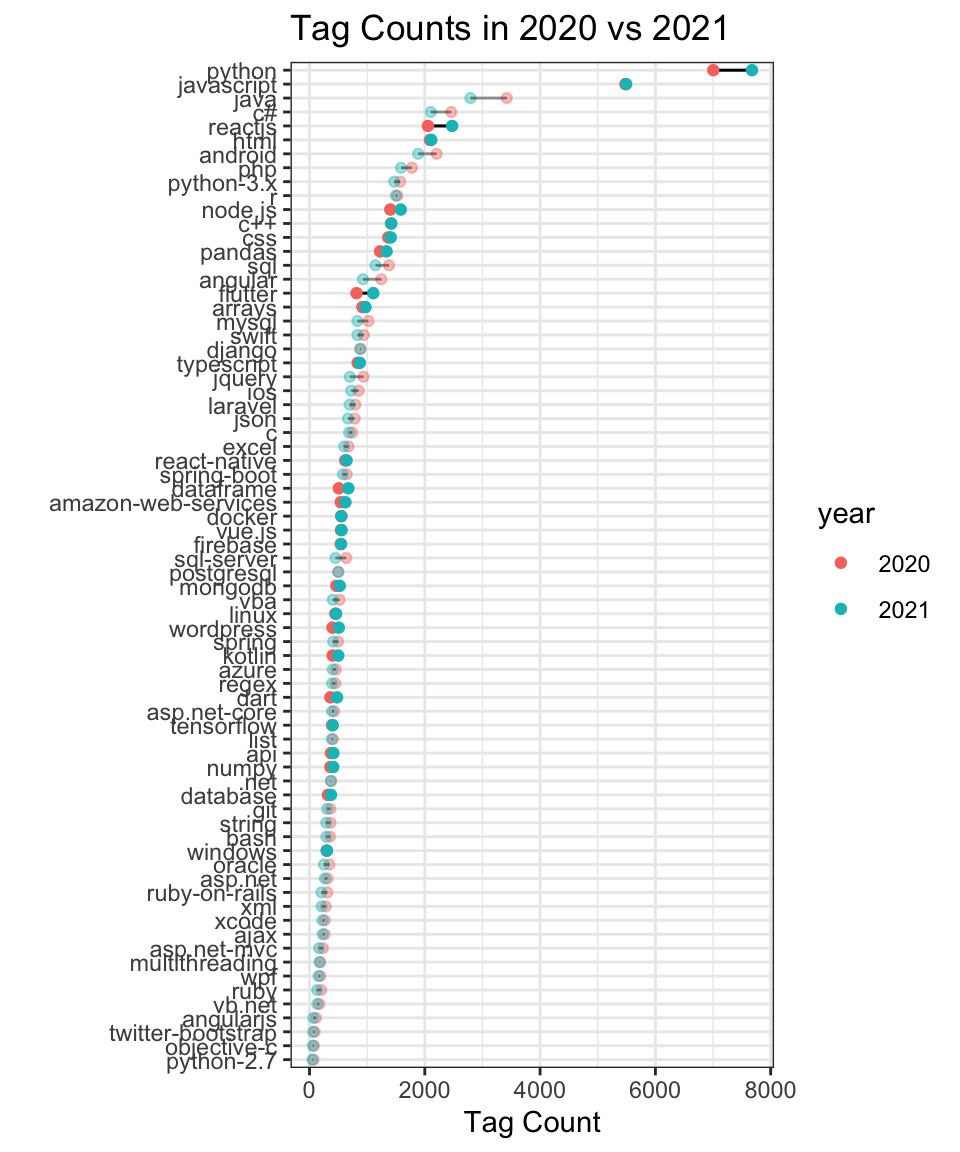 Tag Counts in 2020 vs 2021
python
javascript
java
c#
reactjs
html
android
php
python-3.x
r
node.js
c++
css
pandas
sql
angular
flutter
arrays
mysql
swift
django
typescript
jquery
ios
laravel
json
c
excel
react-native
spring-boot
dataframe
amazon-web-services
docker
vue.js
firebase
sql-server
postgresql
mongodb
vba
linux
wordpress
spring
kotlin
azure
regex
dart
asp.net-core
tensorflow
list
api
numpy
.net
database
git
string
bash
windows
oracle
asp.net
ruby-on-rails
xml
xcode
ajax
asp.net-mvc
multithreading
wpf
ruby
vb.net
angularjs
twitter-bootstrap
objective-c
python-2.7
0 2000 4000 6000 8000
Tag Count
year
2020
2021